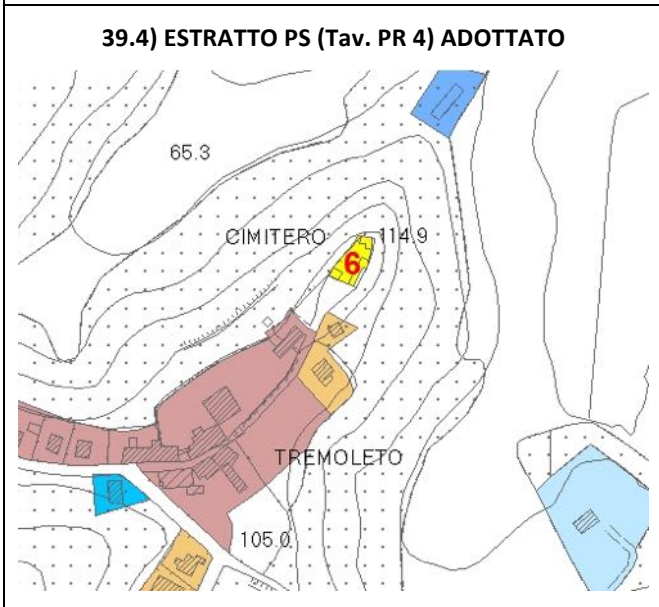 39.4) ESTRATTO PS (Tav. PR 4) ADOTTATO
65.3
CIMITERO
114.9
6
TREMOLETO
105.0